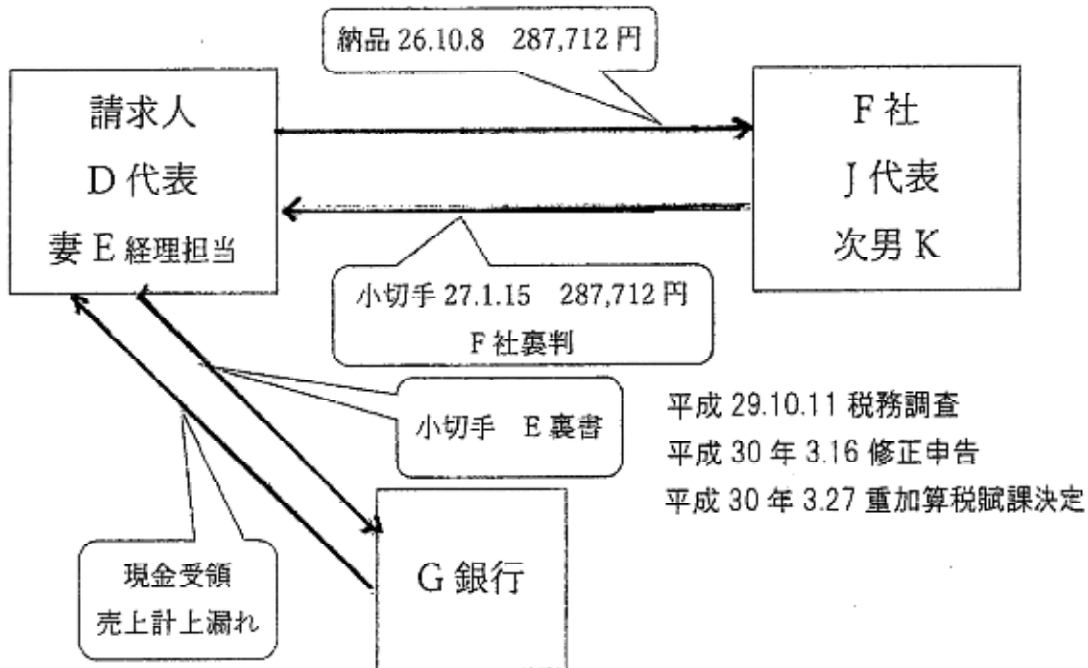 納品 26.10.8 287,712 円
請求人
D 代表
妻 E 経理担当
F 社
J 代表
次男 K
小切手 27.1.15 287,712 円
F 社裏判
小切手 E 裏書
平成 29.10.11 税務調査
平成 30 年 3.16 修正申告
平成 30 年 3.27 重加算税賦課決定
現金受領
売上計上漏れ
G 銀行